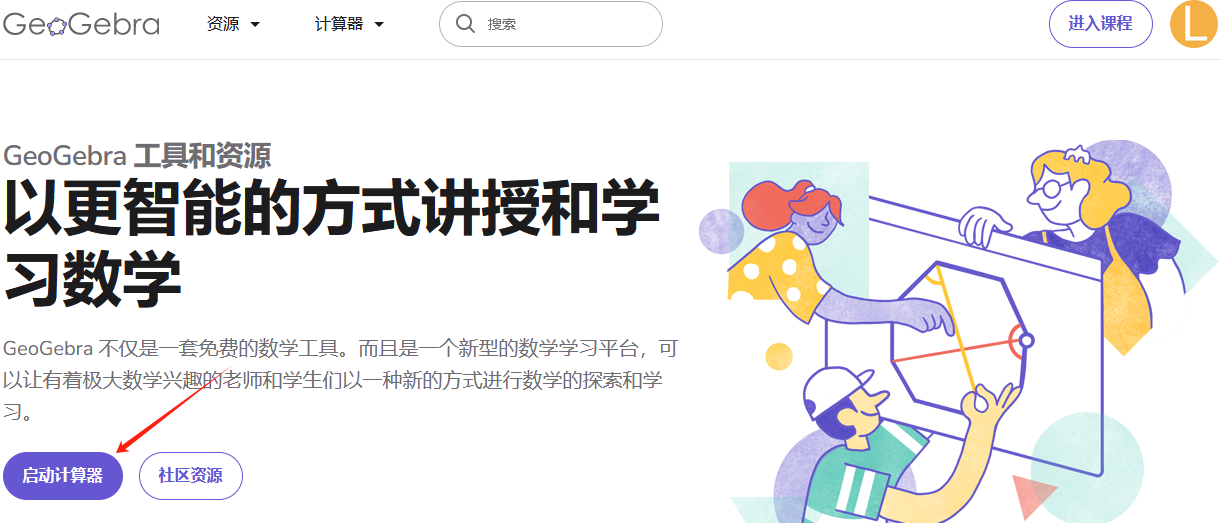 GeoGebra 资源 计算器 搜索 进入课程 L
GeoGebra 工具和资源
以更智能的方式讲授和学
习数学
GeoGebra 不仅是一套免费的数学工具。而且是一个新型的数学学习平台，可
以让有着极大数学兴趣的老师和学生们以一种新的方式进行数学的探索和学
习。
启动计算器 社区资源